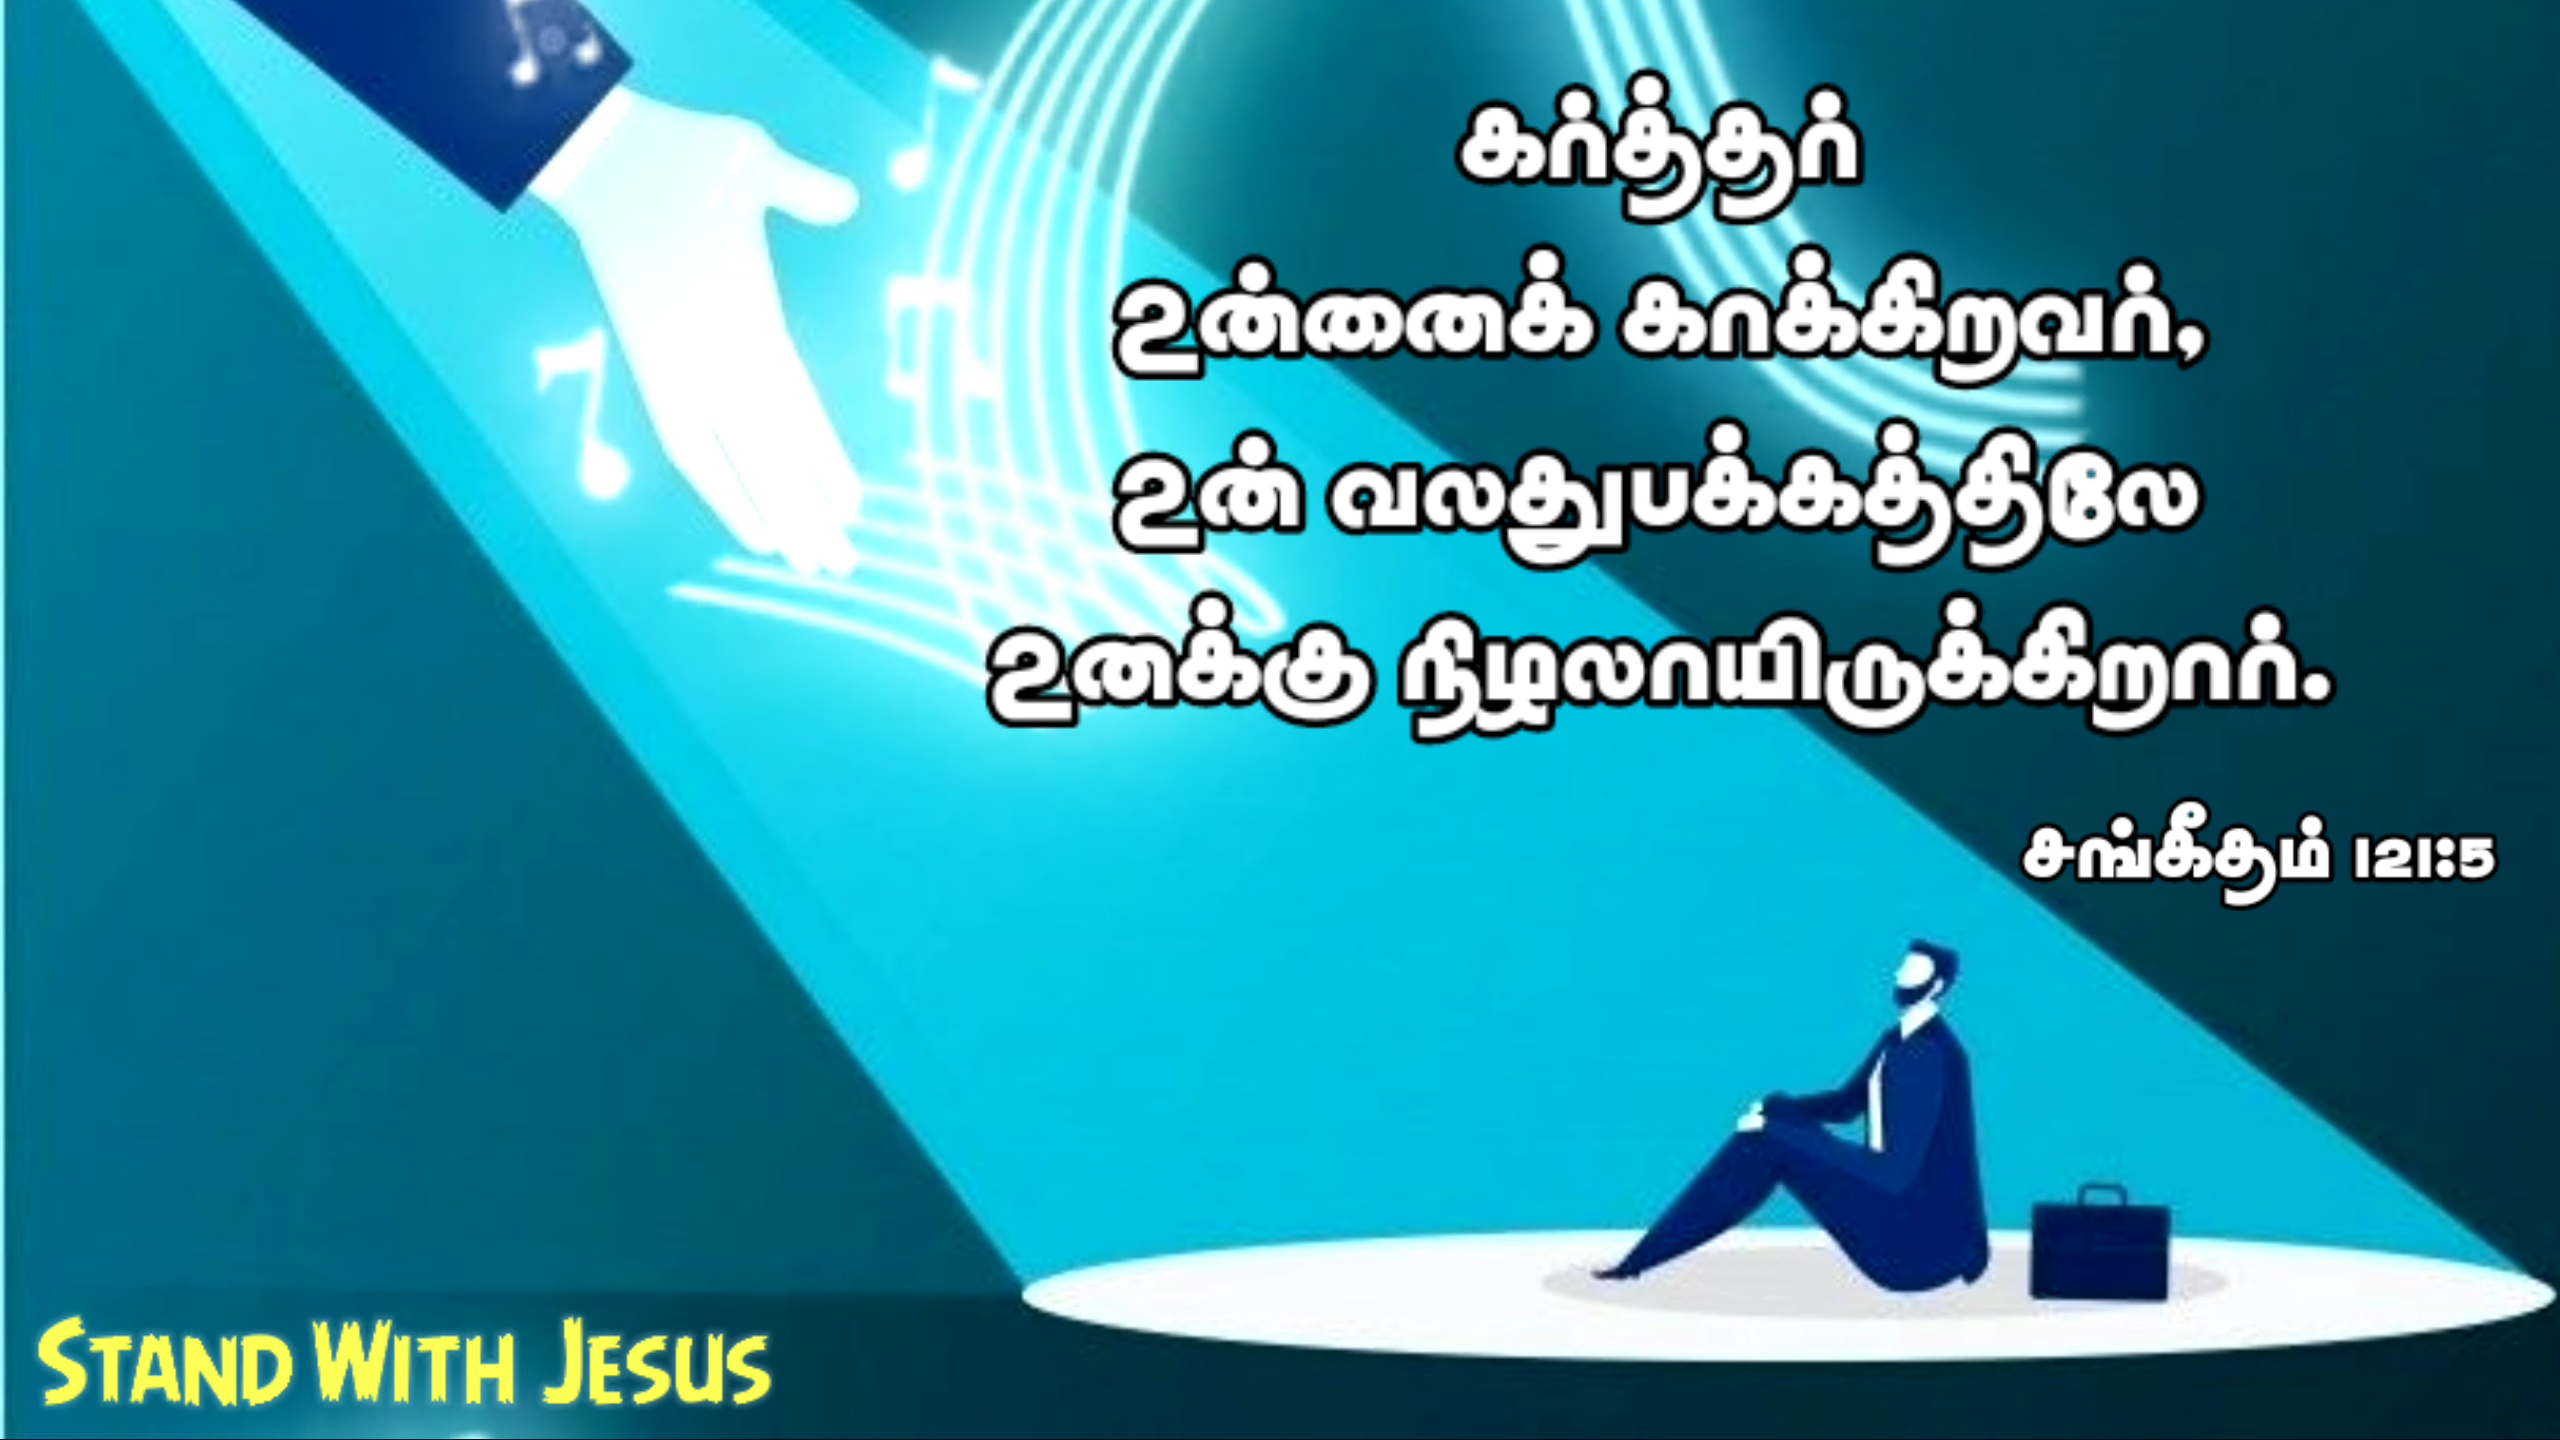 கர்த்தர்
உன்னைக் காக்கிறவர்,
உன் வலதுபக்கத்திலே
உனக்கு நிழலாயிருக்கிறார்.
சங்கீதம் 121:5
STAND WITH JESUS